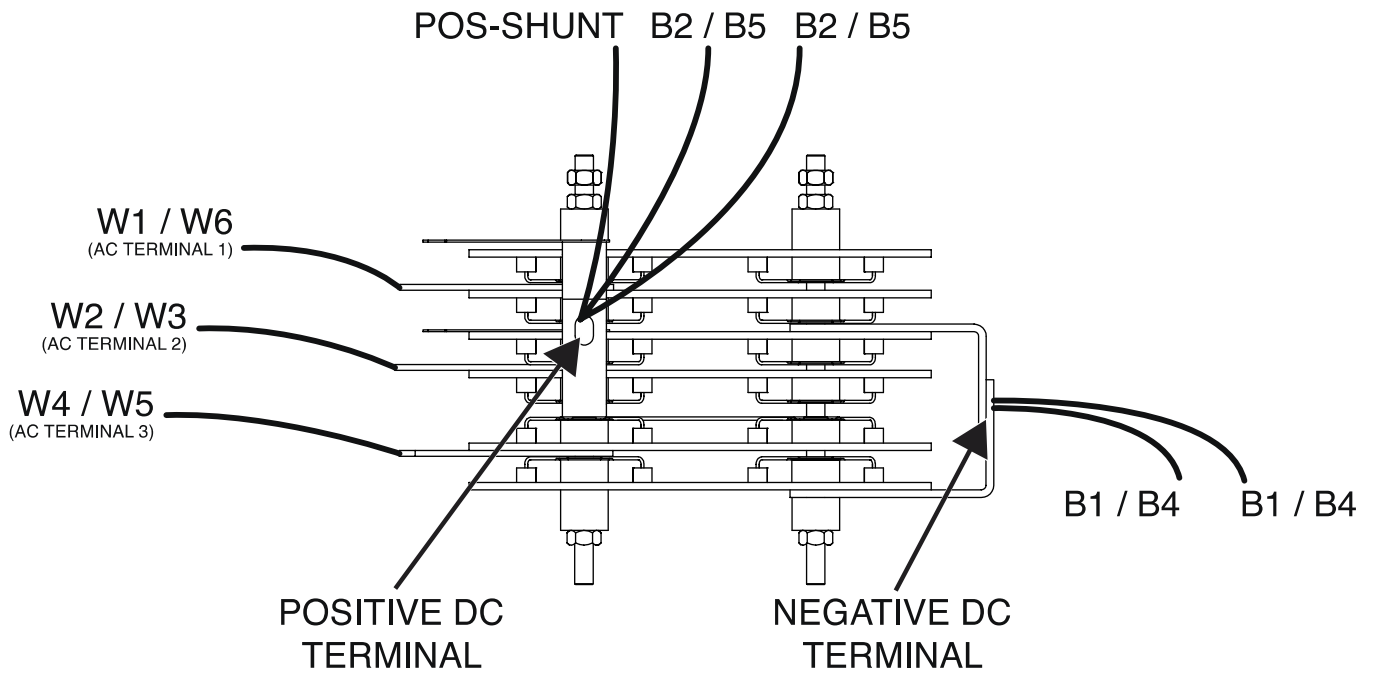 POS-SHUNT B2 / B5 B2 / B5
W1 / W6
(AC TERMINAL 1)
W2 / W3
(AC TERMINAL 2)
W4 / W5
(AC TERMINAL 3)
B1 / B4 B1 / B4
POSITIVE DC
TERMINAL
NEGATIVE DC
TERMINAL